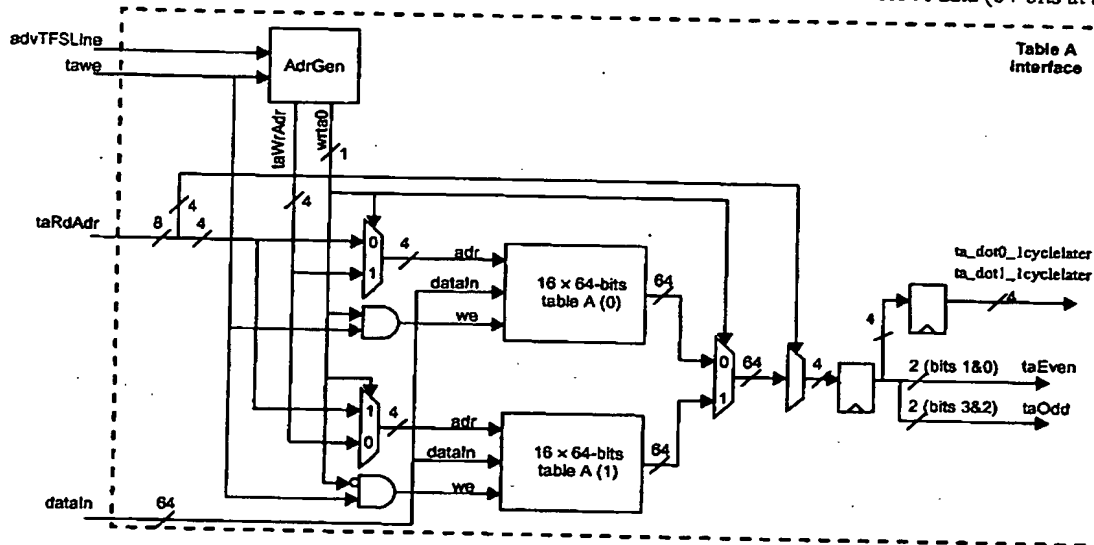 advTFSLine
tawe
AdrGen
Table A
Interface
taWrAdr
wrta0
1
4
4
taRdAdr
8
4
0
1
4
adr
dataIn
we
16 × 64-bits
table A (0)
64
ta_dot0_1cyclelater
ta_dot1_1cyclelater
4
4
0
1
64
4
2 (bits 1&0)
taEven
2 (bits 3&2)
taOdd
1
0
4
adr
dataIn
we
16 × 64-bits
table A (1)
64
dataIn
64